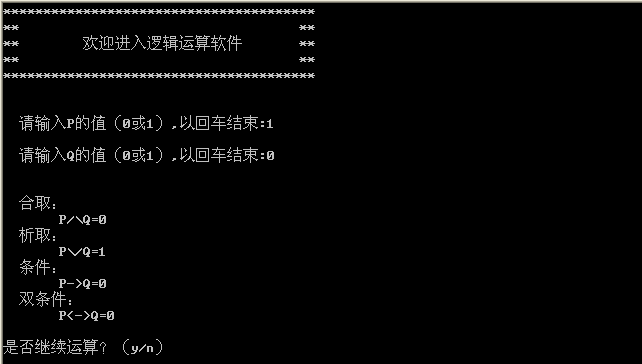 ***************************************
**                                   **
**        欢迎进入逻辑运算软件        **
**                                   **
***************************************
请输入P的值（0或1）,以回车结束:1
请输入Q的值（0或1）,以回车结束:0
合取:
P/\Q=0
析取:
P\/Q=1
条件:
P->Q=0
双条件:
P<->Q=0
是否继续运算？（y/n）